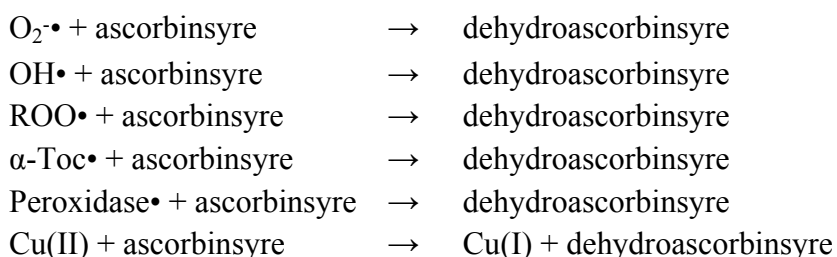 O₂⁻• + ascorbinsyre → dehydroascorbinsyre
OH• + ascorbinsyre → dehydroascorbinsyre
ROO• + ascorbinsyre → dehydroascorbinsyre
α-Toc• + ascorbinsyre → dehydroascorbinsyre
Peroxidase• + ascorbinsyre → dehydroascorbinsyre
Cu(II) + ascorbinsyre → Cu(I) + dehydroascorbinsyre